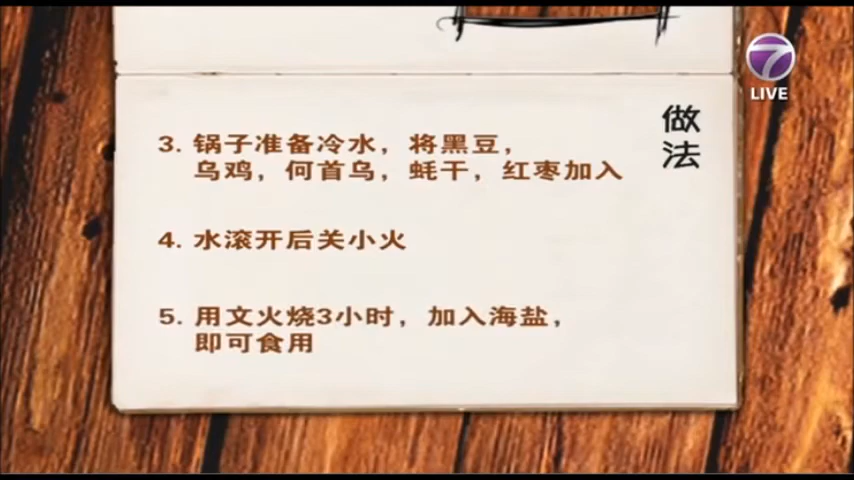 做法
3. 锅子准备冷水，将黑豆，
乌鸡，何首乌，蚝干，红枣加入
4. 水滚开后关小火
5. 用文火烧3小时，加入海盐，
即可食用
7
LIVE